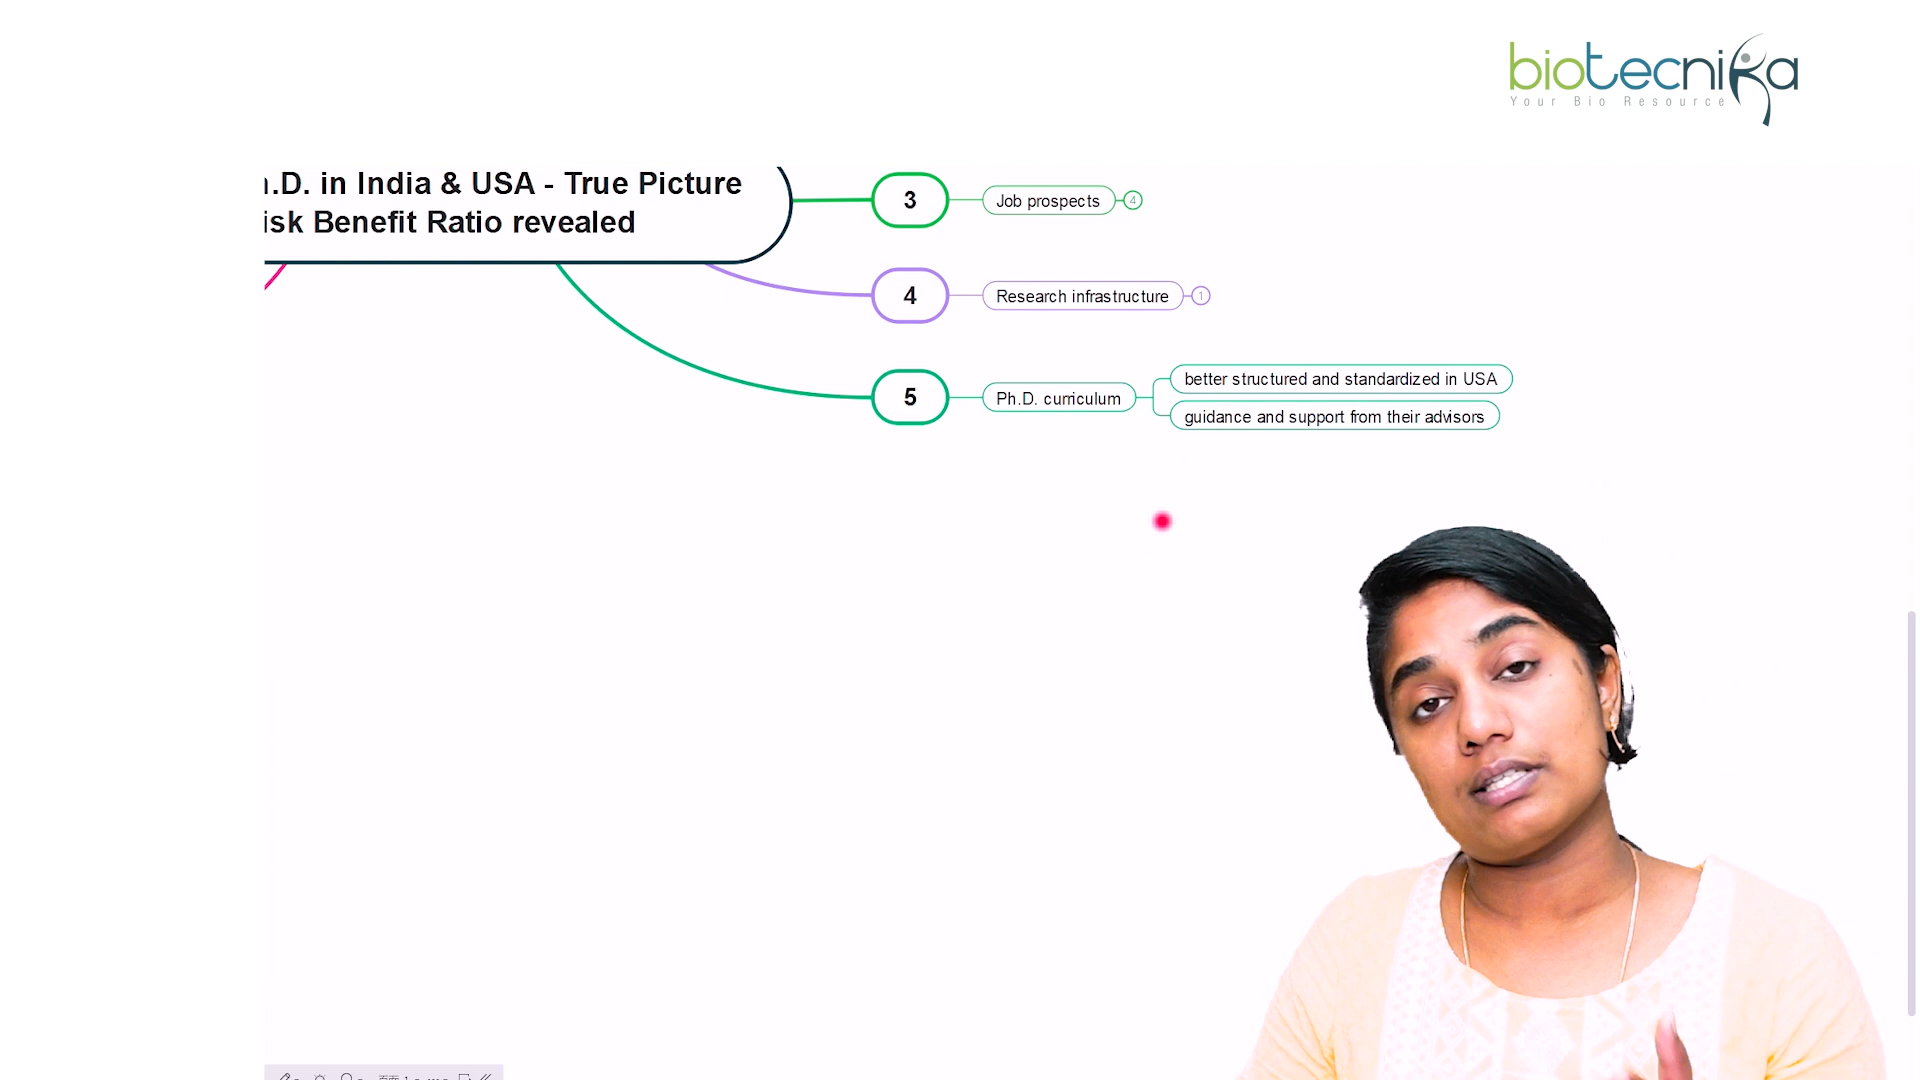 biotecnika
Your Bio Resource
.D. in India & USA - True Picture
isk Benefit Ratio revealed
3
Job prospects
4
4
Research infrastructure
1
5
Ph.D. curriculum
better structured and standardized in USA
guidance and support from their advisors